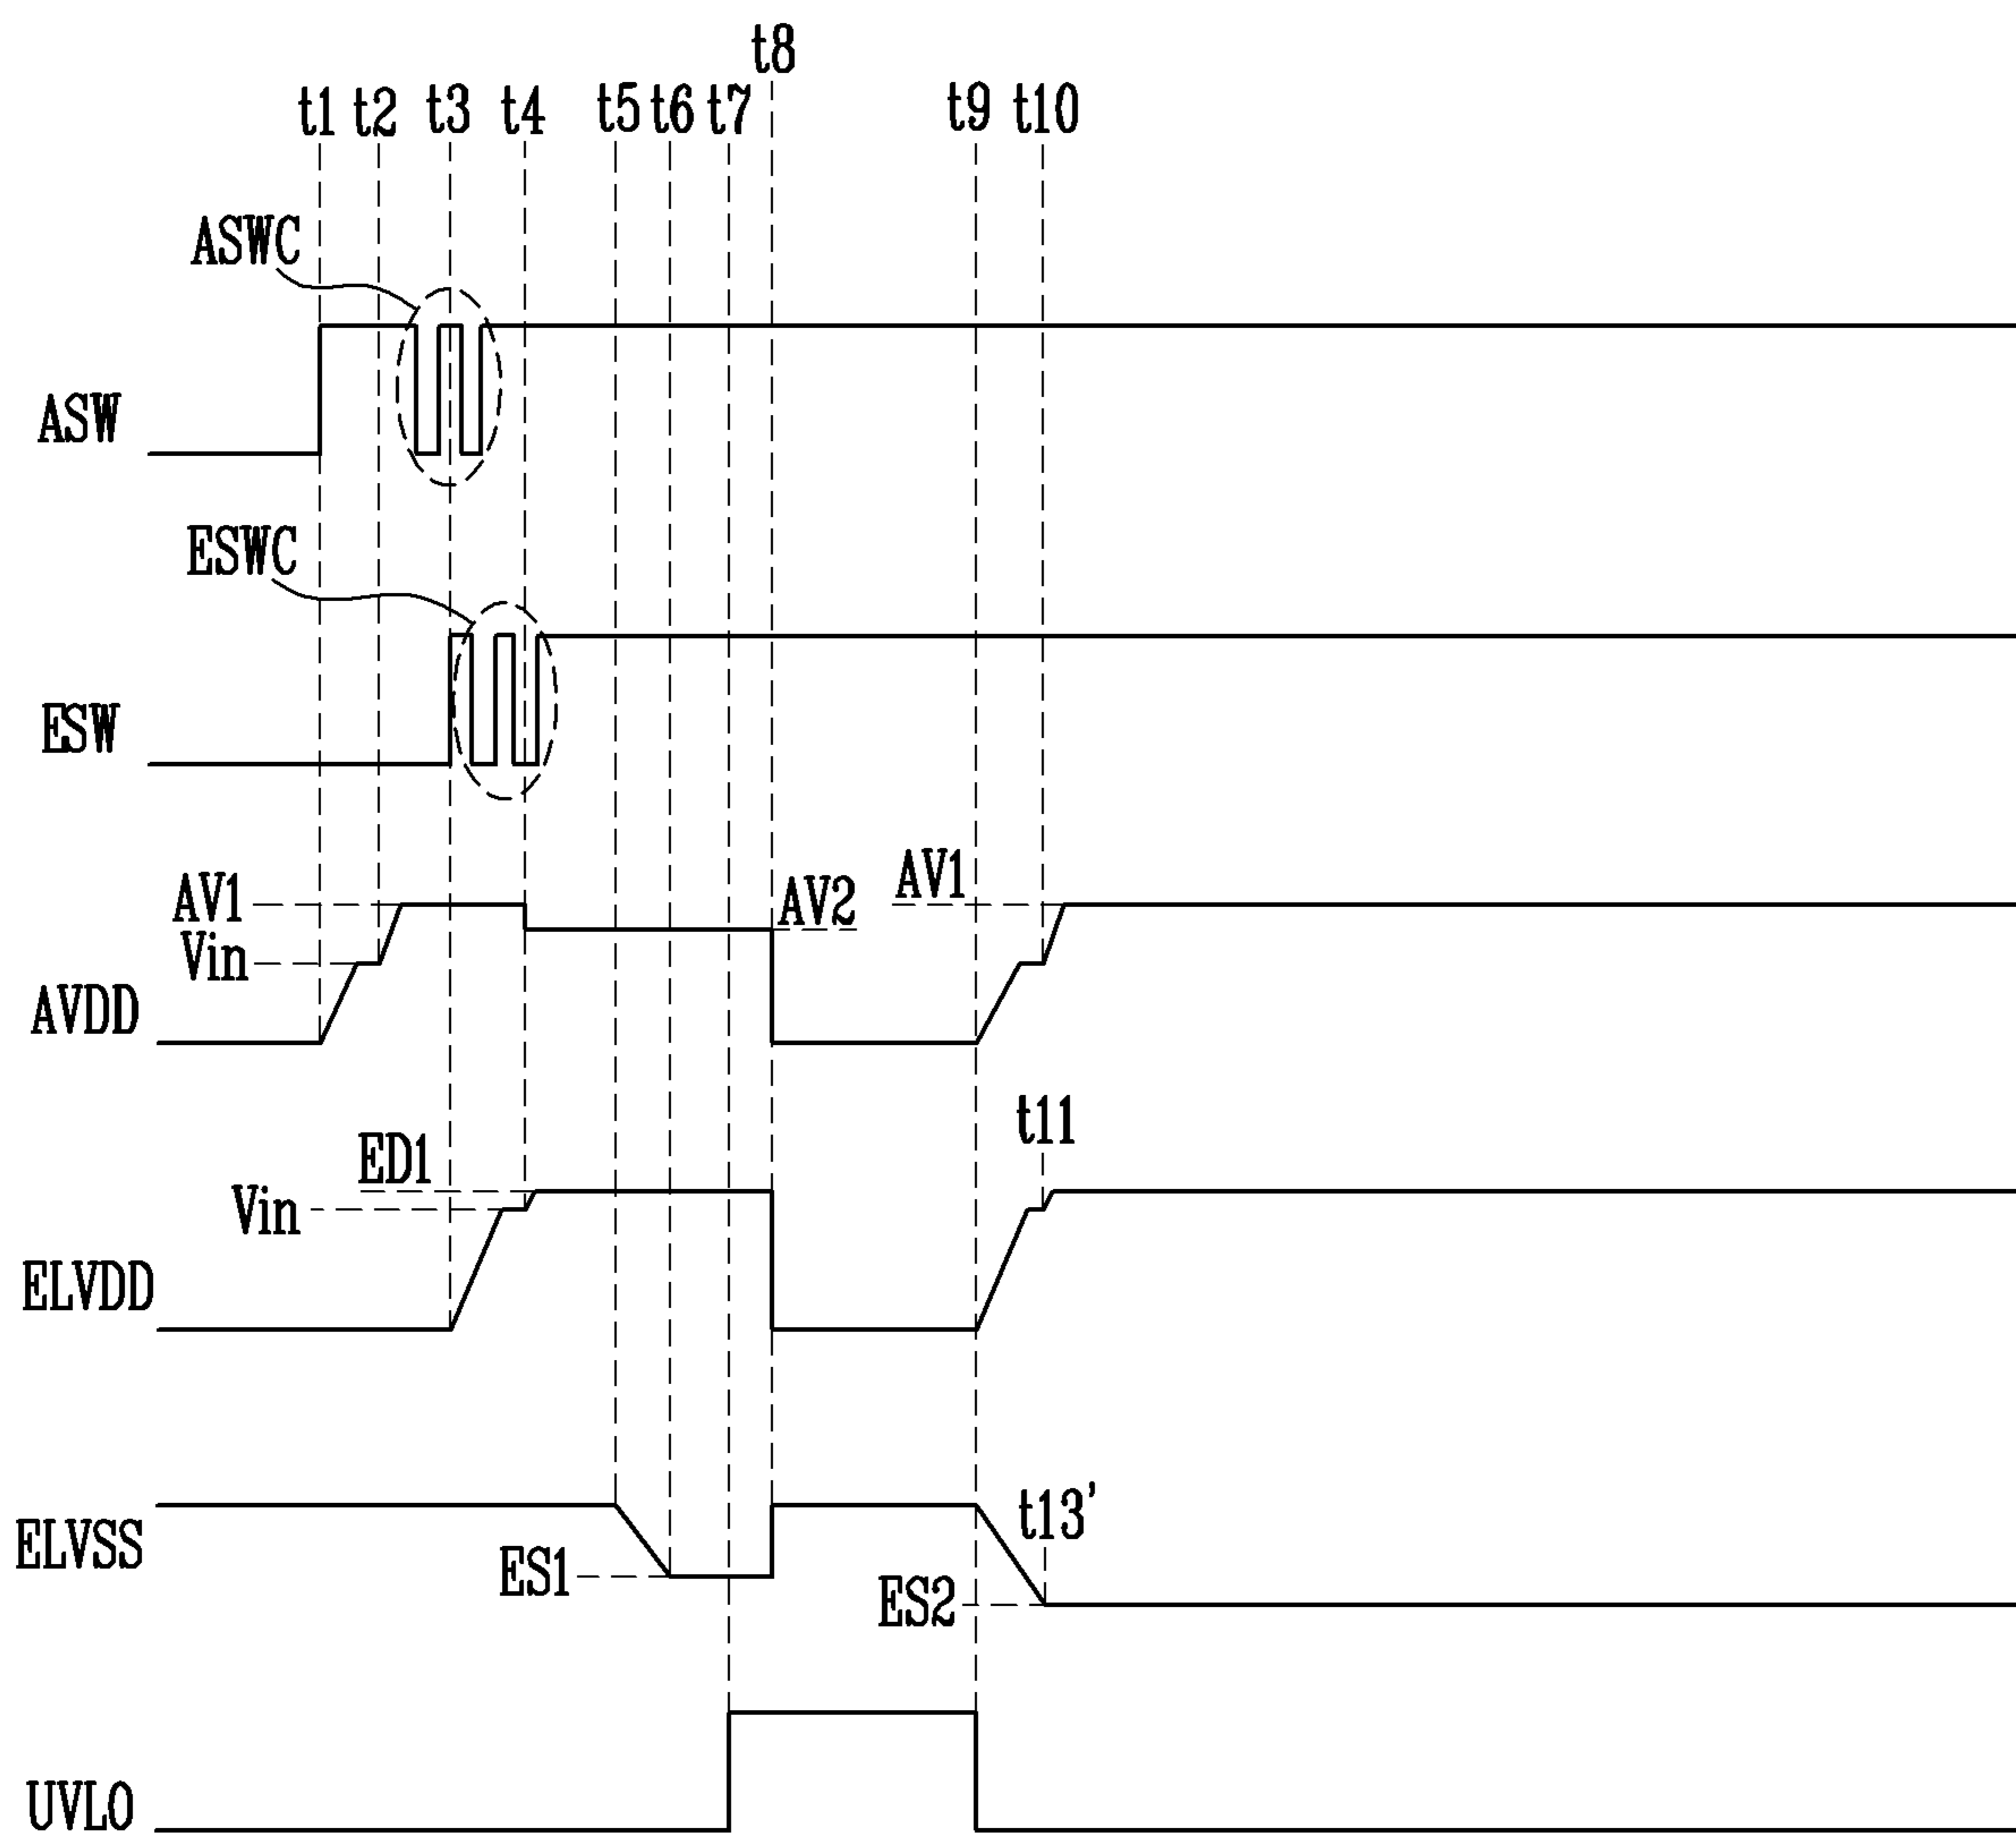 t8
t1 t2 t3 t4 t5 t6 t7 t9 t10
ASWC
ASW
ESWC
ESW
AV1 AV2 AV1
Vin
AVDD
t11
ED1
Vin
ELVDD
t13'
ELVSS
ES1
ES2
UVLO